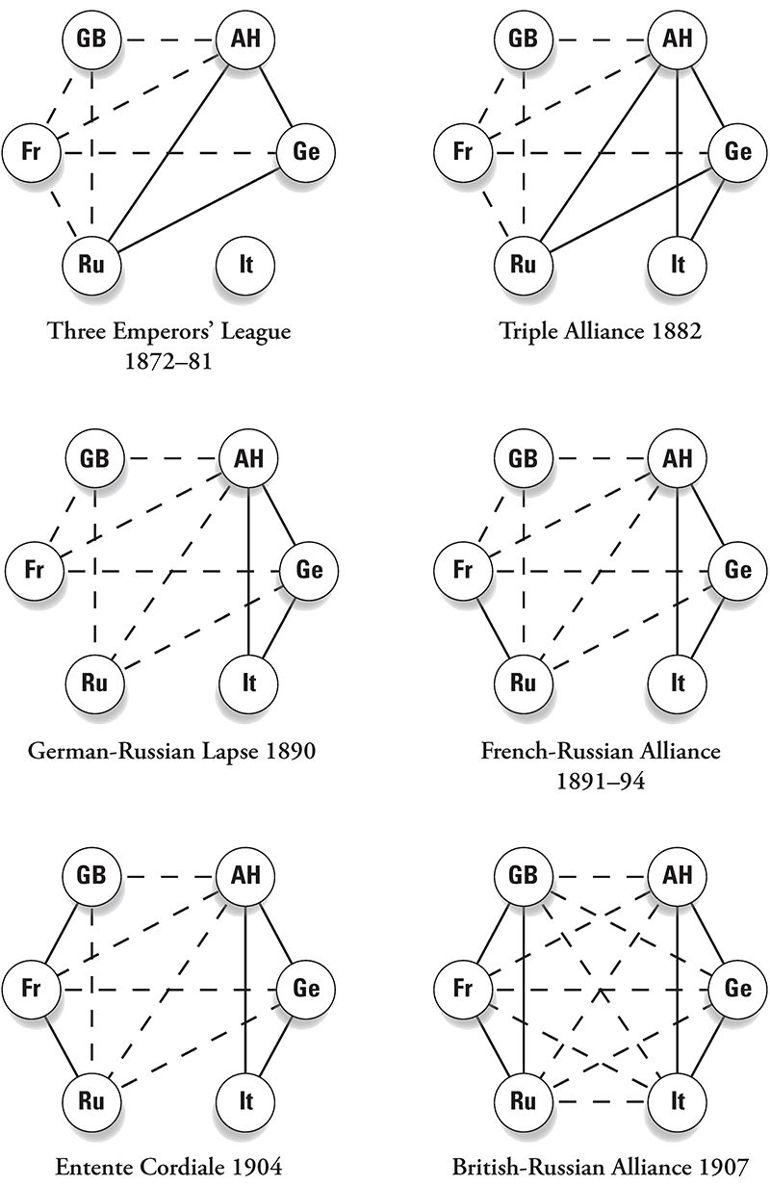 GB AH
Fr Ge
Ru It
Three Emperors’ League
1872–81
GB AH
Fr Ge
Ru It
Triple Alliance 1882
GB AH
Fr Ge
Ru It
German-Russian Lapse 1890
GB AH
Fr Ge
Ru It
French-Russian Alliance
1891–94
GB AH
Fr Ge
Ru It
Entente Cordiale 1904
GB AH
Fr Ge
Ru It
British-Russian Alliance 1907